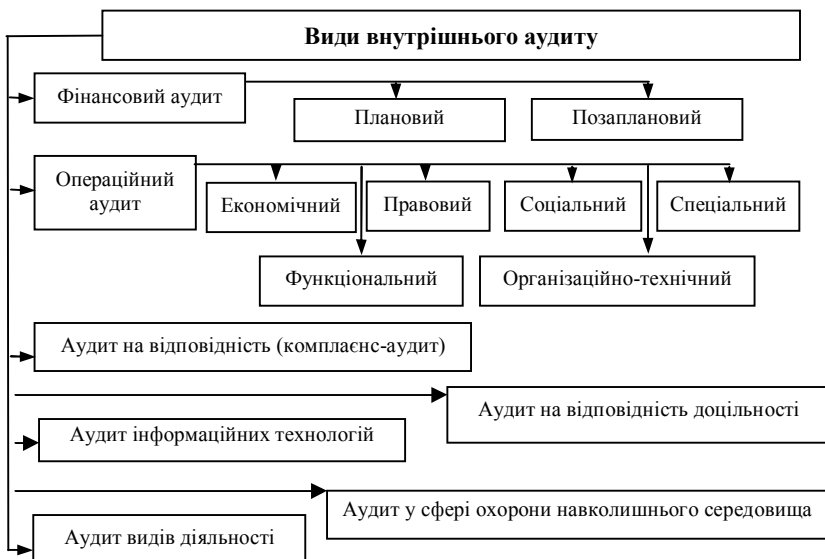 Види внутрішнього аудиту
Фінансовий аудит
Плановий
Позаплановий
Операційний
аудит
Економічний
Правовий
Соціальний
Спеціальний
Функціональний
Організаційно-технічний
Аудит на відповідність (комплаєнс-аудит)
Аудит на відповідність доцільності
Аудит інформаційних технологій
Аудит у сфері охорони навколишнього середовища
Аудит видів діяльності